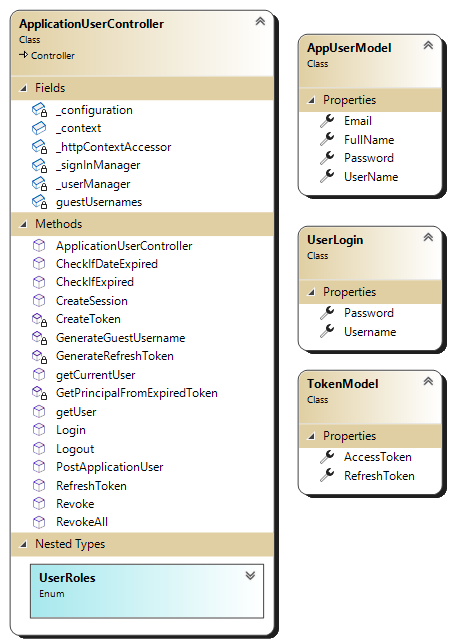 ApplicationUserController
Class
Controller
Fields
_configuration
_context
_httpContextAccessor
_signInManager
_userManager
guestUsernames
Methods
ApplicationUserController
CheckIfDateExpired
CheckIfExpired
CreateSession
CreateToken
GenerateGuestUsername
GenerateRefreshToken
getCurrentUser
GetPrincipalFromExpiredToken
getUser
Login
Logout
PostApplicationUser
RefreshToken
Revoke
RevokeAll
Nested Types
UserRoles
Enum
AppUserModel
Class
Properties
Email
FullName
Password
UserName
UserLogin
Class
Properties
Password
Username
TokenModel
Class
Properties
AccessToken
RefreshToken